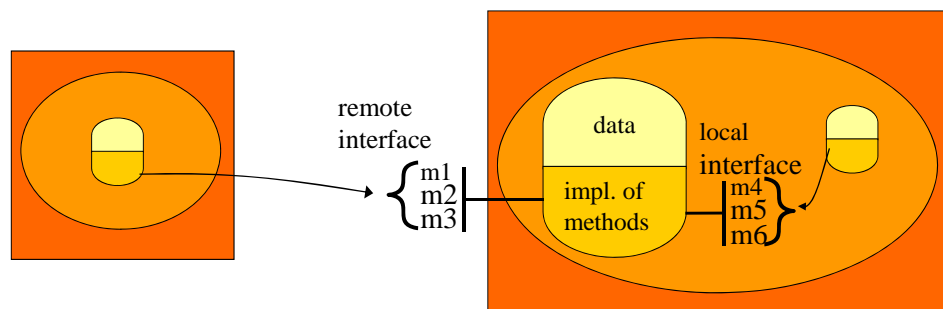 remote
interface
m1
m2
m3
data
impl. of
methods
local
interface
m4
m5
m6